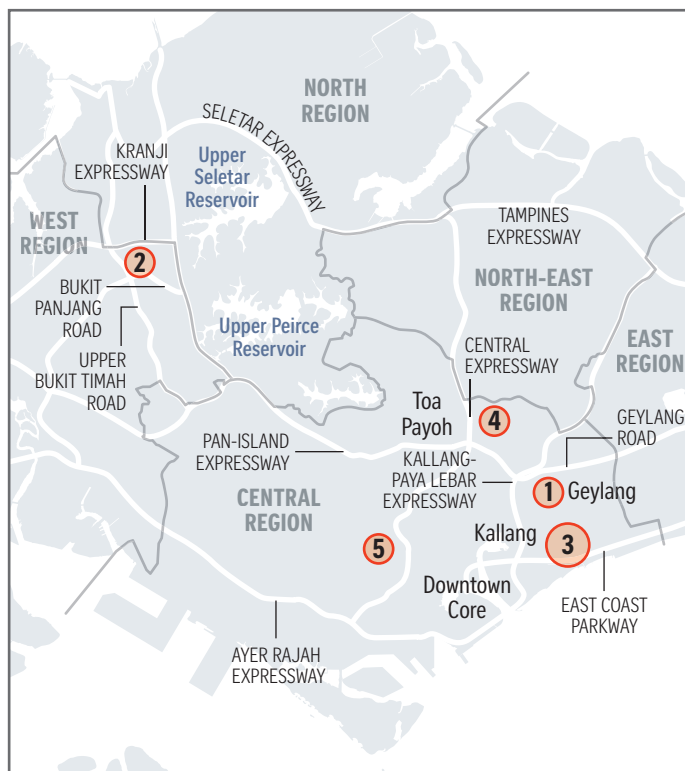 NORTH
REGION
SELETAR EXPRESSWAY
KRANJI
EXPRESSWAY
Upper
Seletar
Reservoir
WEST
REGION
2
TAMPINES
EXPRESSWAY
NORTH-EAST
REGION
BUKIT
PANJANG
ROAD
UPPER
BUKIT TIMAH
ROAD
Upper Peirce
Reservoir
EAST
REGION
CENTRAL
EXPRESSWAY
Toa
Payoh
4
GEYLANG
ROAD
PAN-ISLAND
EXPRESSWAY
KALLANG-
PAYA LEBAR
EXPRESSWAY
1
Geylang
CENTRAL
REGION
5
Kallang
3
Downtown
Core
EAST COAST
PARKWAY
AYER RAJAH
EXPRESSWAY